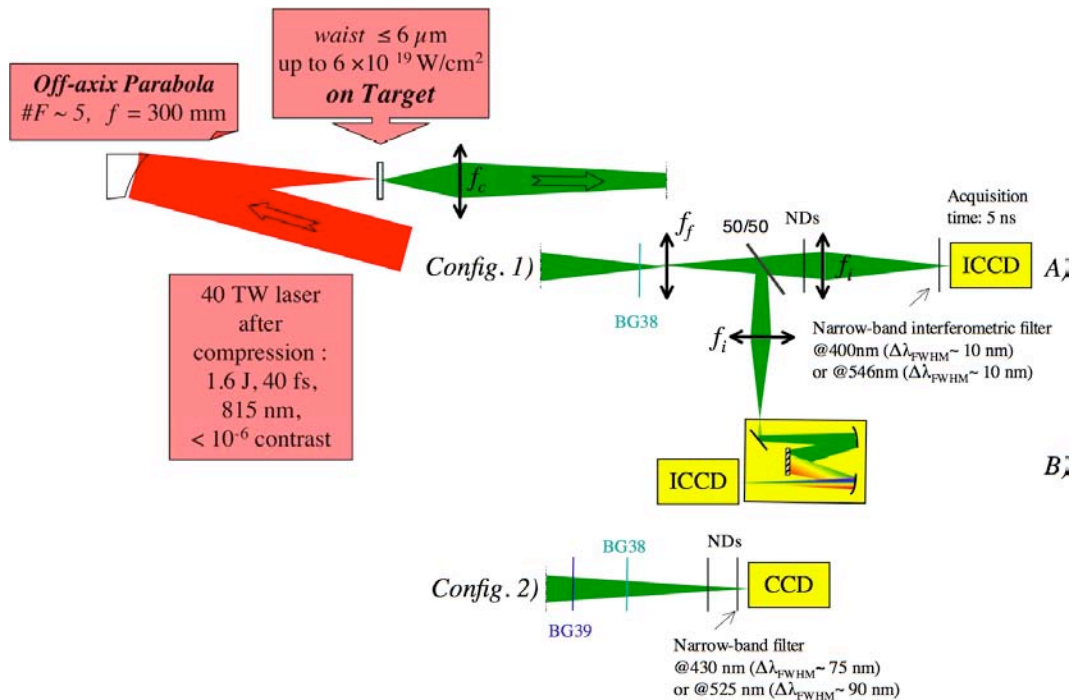 waist ≤ 6 µm
up to 6 ×10 19 W/cm2
on Target
Off-axix Parabola
#F ~ 5, f = 300 mm
fc
40 TW laser
after
compression :
1.6 J, 40 fs,
815 nm,
< 10-6 contrast
Config. 1)
BG38
ff
50/50
NDs
fi
Acquisition
time: 5 ns
ICCD
A)
Narrow-band interferometric filter
@400nm (ΔλFWHM~ 10 nm)
or @546nm (ΔλFWHM~ 10 nm)
fi
ICCD
B)
Config. 2)
BG39
BG38
NDs
CCD
Narrow-band filter
@430 nm (ΔλFWHM~ 75 nm)
or @525 nm (ΔλFWHM~ 90 nm)